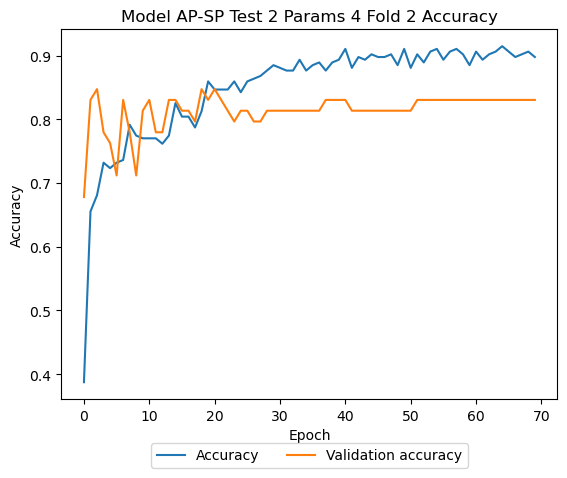 Model AP-SP Test 2 Params 4 Fold 2 Accuracy
0.9
0.8
0.7
0.6
0.5
0.4
Accuracy
0 10 20 30 40 50 60 70
Epoch
Accuracy Validation accuracy